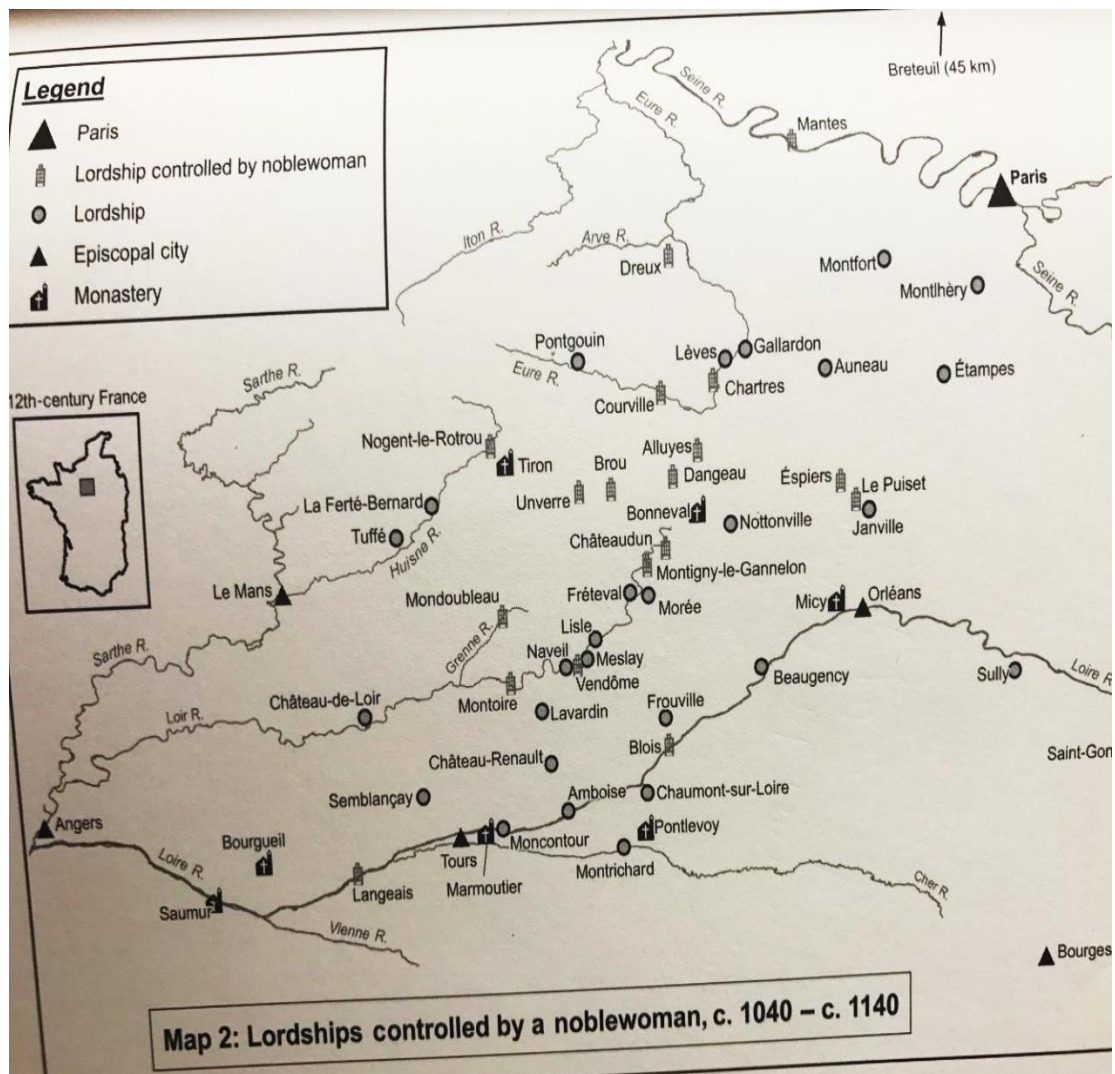 Legend
Paris
Lordship controlled by noblewoman
Lordship
Episcopal city
Monastery
Breteuil (45 km)
Seine R.
Eure R.
Mantes
Paris
Iton R.
Arve R.
Dreux
Montfort
Montlhèry
Seine R.
Pontgouin
Lèves
Gallardon
Eure R.
Chartres
Auneau
Étampes
Sarthe R.
Courville
12th-century France
Nogent-le-Rotrou
Tiron
Alluyes
Brou
Dangeau
Unverre
Éspiers
Le Puiset
La Ferté-Bernard
Bonneval
Nottonville
Janville
Tuffé
Huisne R.
Châteaudun
Montigny-le-Gannelon
Le Mans
Mondoubleau
Fréteval
Morée
Micy
Orléans
Sarthe R.
Grenne R.
Lisle
Naveil
Meslay
Vendôme
Beaugency
Sully
Loire R.
Château-de-Loir
Montoire
Lavardin
Frouville
Loir R.
Blois
Saint-Gon
Château-Renault
Semblançay
Amboise
Chaumont-sur-Loire
Angers
Bourgueil
Moncontour
Pontlevoy
Loire R.
Tours
Marmoutier
Montrichard
Langeais
Cher R.
Saumur
Vienne R.
Bourges
Map 2: Lordships controlled by a noblewoman, c. 1040 – c. 1140